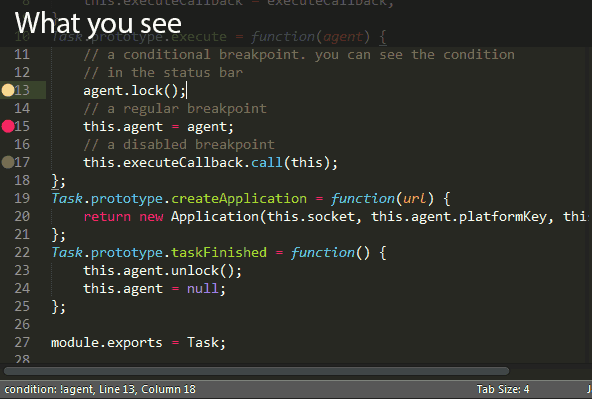 this.executeCallback = executeCallback;
What you see
}
10 Task.prototype.execute = function(agent) {
11 // a conditional breakpoint. you can see the condition
12 // in the status bar
13 agent.lock();
14 // a regular breakpoint
15 this.agent = agent;
16 // a disabled breakpoint
17 this.executeCallback.call(this);
18 };
19 Task.prototype.createApplication = function(url) {
20 return new Application(this.socket, this.agent.platformKey, thi
21 };
22 Task.prototype.taskFinished = function() {
23 this.agent.unlock();
24 this.agent = null;
25 };
26
27 module.exports = Task;
28
condition: !agent, Line 13, Column 18 Tab Size: 4 J